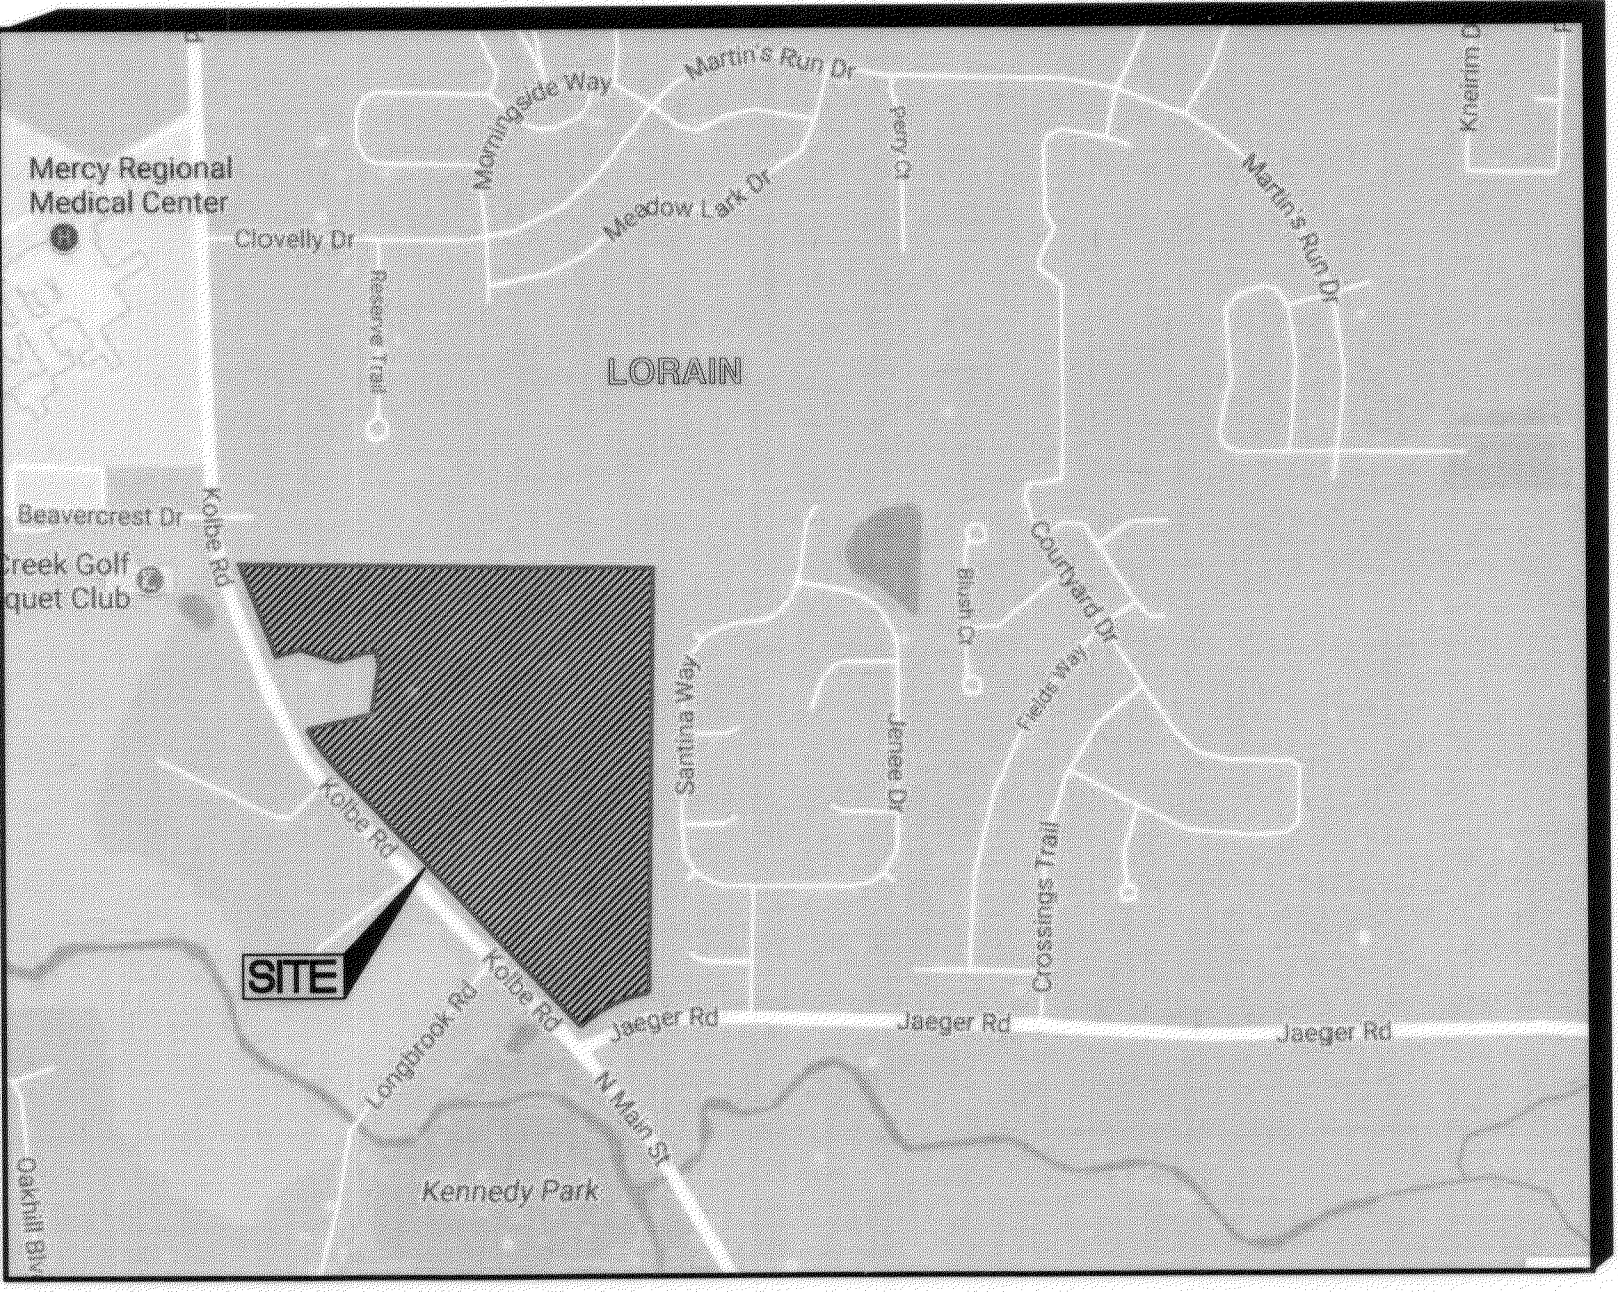 Martin's Run Dr
Morningside Way
Perry Ct
Kneirim D
Mercy Regional
Medical Center
H
Meadow Lark Dr
Martin's Run Dr
Clovelly Dr
Reserve Trail
LORAIN
Beavercrest Dr
Kolbe Rd
Creek Golf
quet Club
Blush Ct
Courtyard Dr
Fields Way
Santina Way
Jenee Dr
Kolbe Rd
Crossings Trail
SITE
Kolbe Rd
Longbrook Rd
Jaeger Rd
Jaeger Rd
Jaeger Rd
N Main St
Kennedy Park
Oakhill Blv